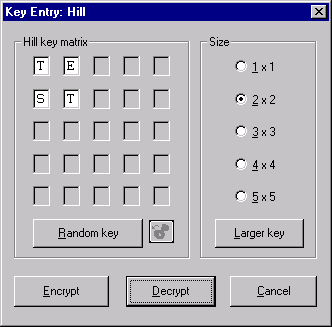 Key Entry: Hill
Hill key matrix
T E
S T
Random key
Size
1 x 1
2 x 2
3 x 3
4 x 4
5 x 5
Larger key
Encrypt
Decrypt
Cancel